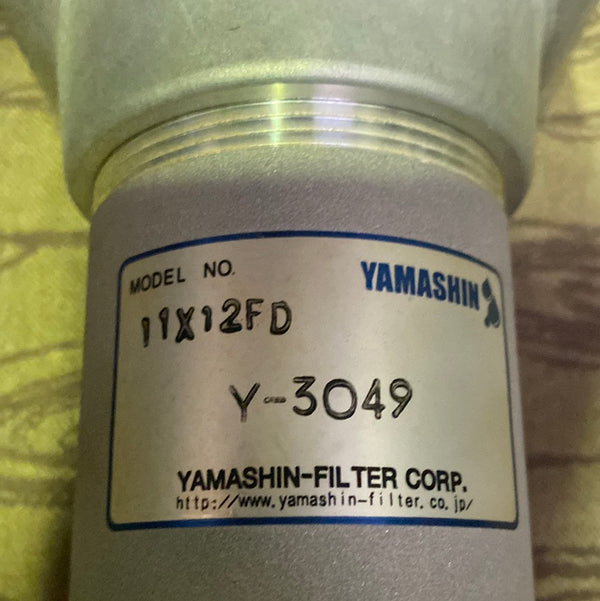 MODEL NO.
YAMASHIN
11X12FD
Y-3049
YAMASHIN-FILTER CORP.
http://www.yamashin-filter.co.jp/